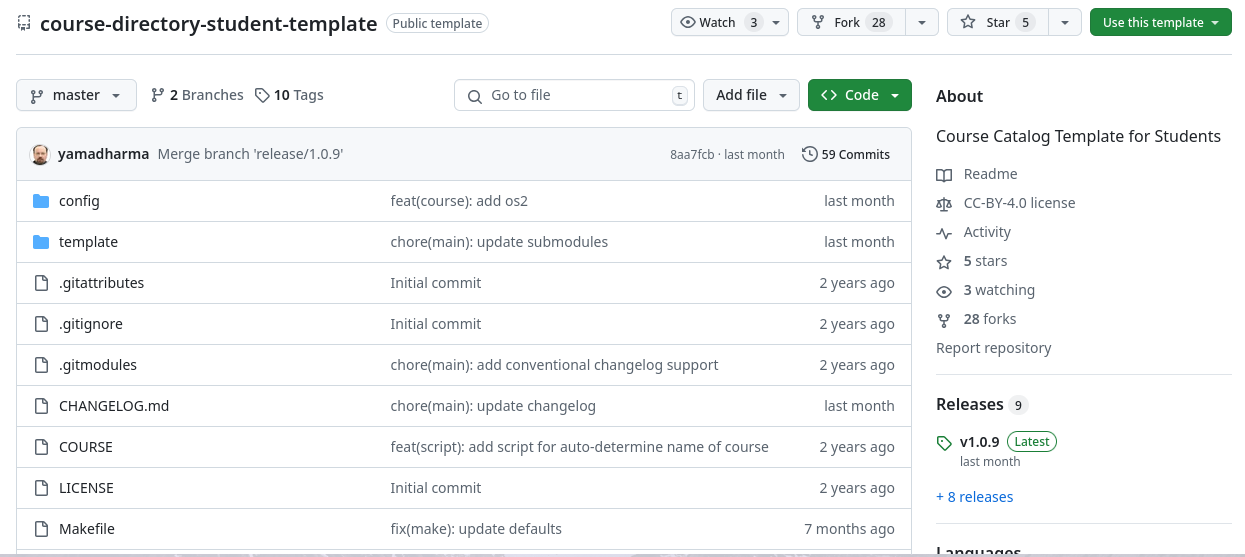 course-directory-student-template Public template Watch 3 Fork 28 Star 5 Use this template
master 2 Branches 10 Tags Go to file t Add file <> Code
yamadharma Merge branch 'release/1.0.9' 8aa7fcb · last month 59 Commits
config feat(course): add os2 last month
template chore(main): update submodules last month
.gitattributes Initial commit 2 years ago
.gitignore Initial commit 2 years ago
.gitmodules chore(main): add conventional changelog support 2 years ago
CHANGELOG.md chore(main): update changelog last month
COURSE feat(script): add script for auto-determine name of course 2 years ago
LICENSE Initial commit 2 years ago
Makefile fix(make): update defaults 7 months ago
About
Course Catalog Template for Students
Readme
CC-BY-4.0 license
Activity
5 stars
3 watching
28 forks
Report repository
Releases 9
v1.0.9 Latest
last month
+ 8 releases
Languages